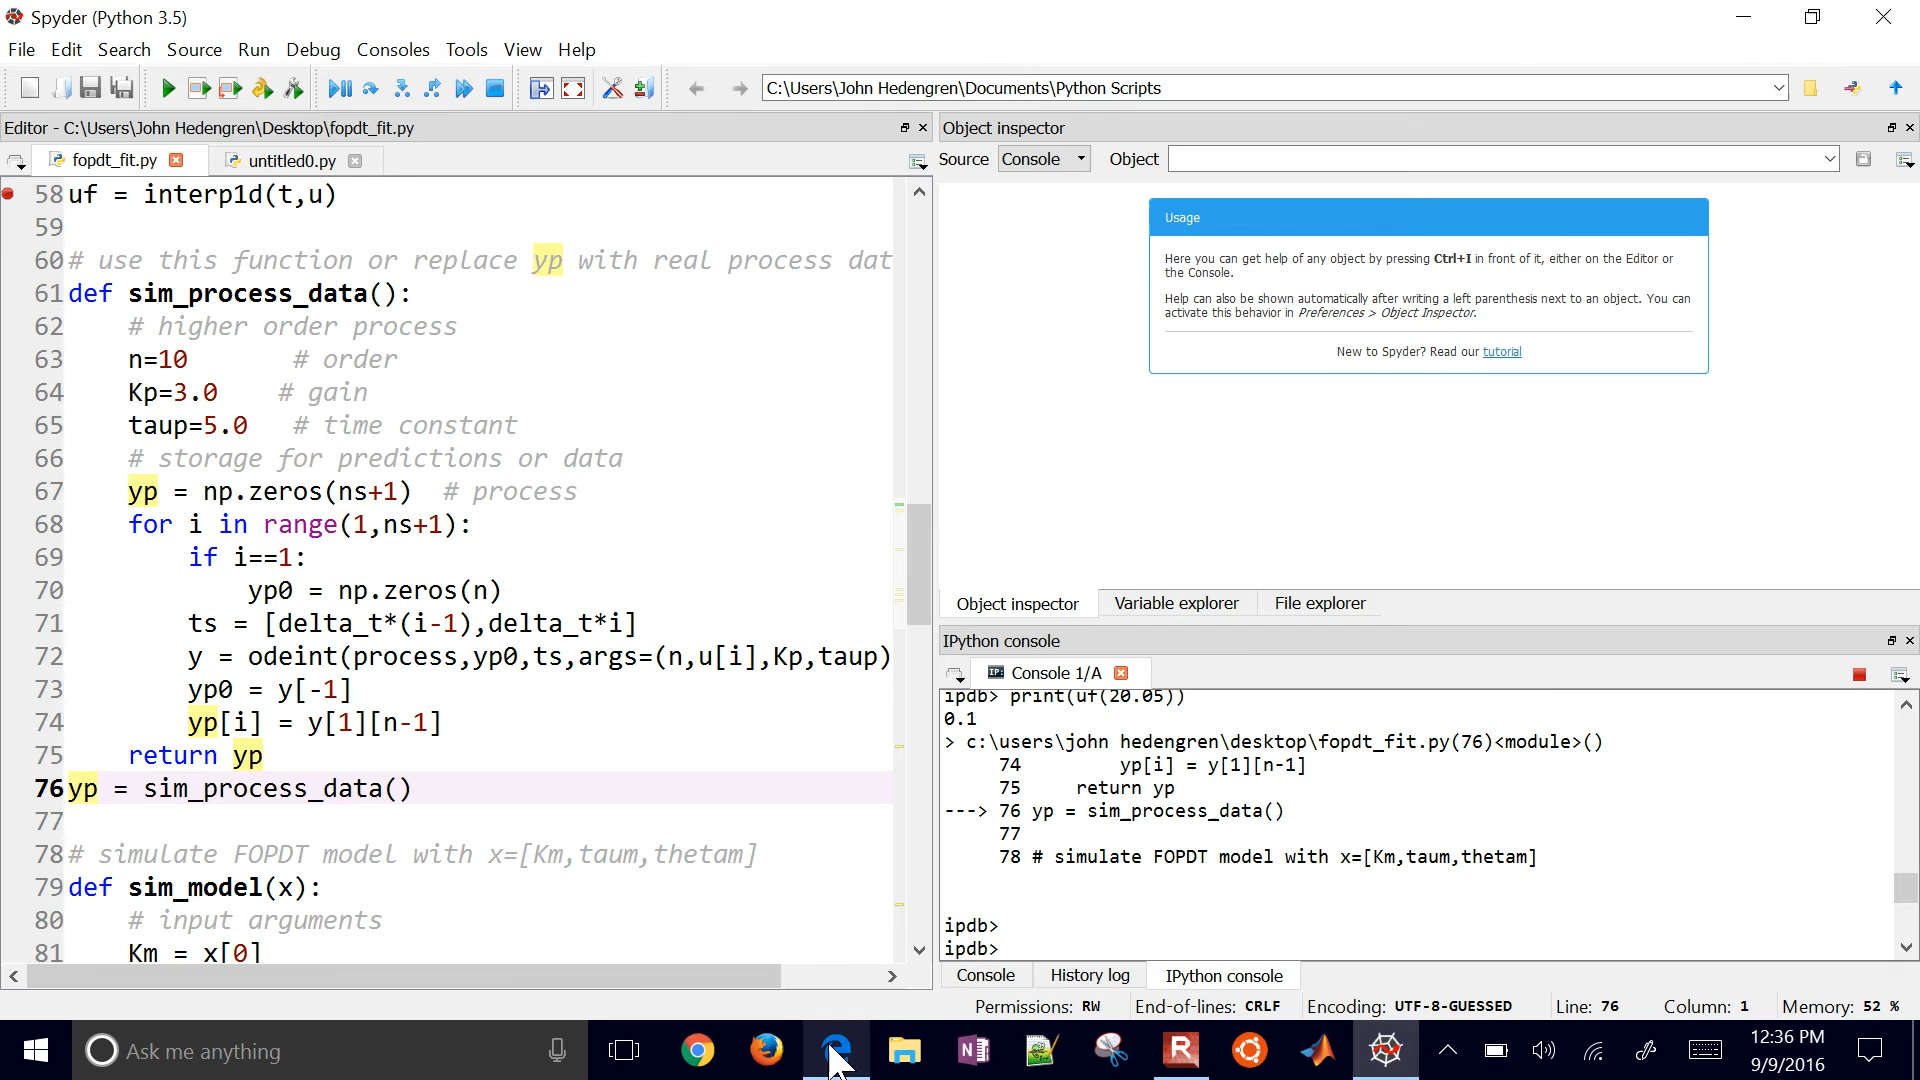 Spyder (Python 3.5)
File Edit Search Source Run Debug Consoles Tools View Help
C:\Users\John Hedengren\Documents\Python Scripts
Editor - C:\Users\John Hedengren\Desktop\fopdt_fit.py
fopdt_fit.py untitled0.py
58 uf = interp1d(t,u)
59
60 # use this function or replace yp with real process dat
61 def sim_process_data():
62 # higher order process
63 n=10 # order
64 Kp=3.0 # gain
65 taup=5.0 # time constant
66 # storage for predictions or data
67 yp = np.zeros(ns+1) # process
68 for i in range(1,ns+1):
69 if i==1:
70 yp0 = np.zeros(n)
71 ts = [delta_t*(i-1),delta_t*i]
72 y = odeint(process,yp0,ts,args=(n,u[i],Kp,taup)
73 yp0 = y[-1]
74 yp[i] = y[1][n-1]
75 return yp
76 yp = sim_process_data()
77
78 # simulate FOPDT model with x=[Km,taum,thetam]
79 def sim_model(x):
80 # input arguments
81 Km = x[0]
Object inspector
Source Console Object
Usage
Here you can get help of any object by pressing Ctrl+I in front of it, either on the Editor or
the Console.
Help can also be shown automatically after writing a left parenthesis next to an object. You can
activate this behavior in Preferences > Object Inspector.
New to Spyder? Read our tutorial
Object inspector Variable explorer File explorer
IPython console
IP: Console 1/A
ipdb> print(uf(20.05))
0.1
> c:\users\john hedengren\desktop\fopdt_fit.py(76)<module>()
74 yp[i] = y[1][n-1]
75 return yp
---> 76 yp = sim_process_data()
77
78 # simulate FOPDT model with x=[Km,taum,thetam]
ipdb>
ipdb>
Console History log IPython console
Permissions: RW End-of-lines: CRLF Encoding: UTF-8-GUESSED Line: 76 Column: 1 Memory: 52 %
Ask me anything
12:36 PM
9/9/2016